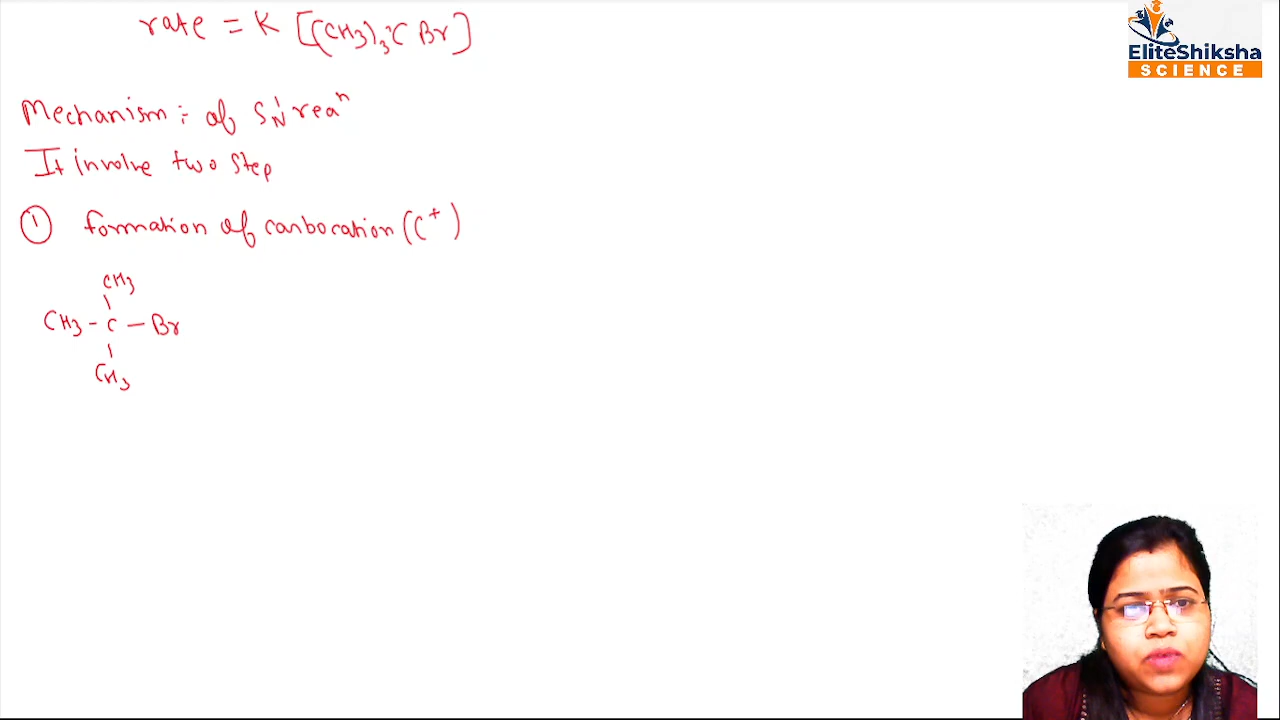 rate = K [(CH3)3C Br]
EliteShiksha
SCIENCE
Mechanism :- of SN1 reaⁿ
It involve two step
① formation of carbocation (C⁺)
CH3
CH3 - C - Br
CH3